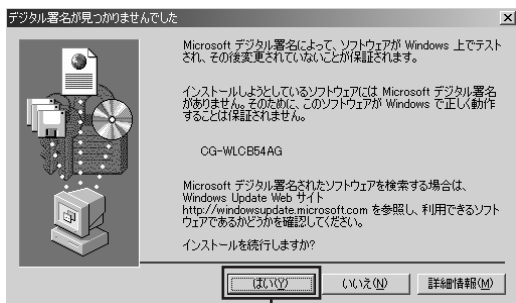 デジタル署名が見つかりませんでした
Microsoft デジタル署名によって、ソフトウェアが Windows 上でテスト
され、その後変更されていないことが保証されます。
インストールしようとしているソフトウェアには Microsoft デジタル署名
がありません。そのために、このソフトウェアが Windows で正しく動作
することは保証されません。
CG-WLCB54AG
Microsoft デジタル署名されたソフトウェアを検索する場合は、
Windows Update Web サイト
http://windowsupdate.microsoft.com を参照し、利用できるソフト
ウェアであるかどうかを確認してください。
インストールを続行しますか?
はい(Y) いいえ(N) 詳細情報(M)